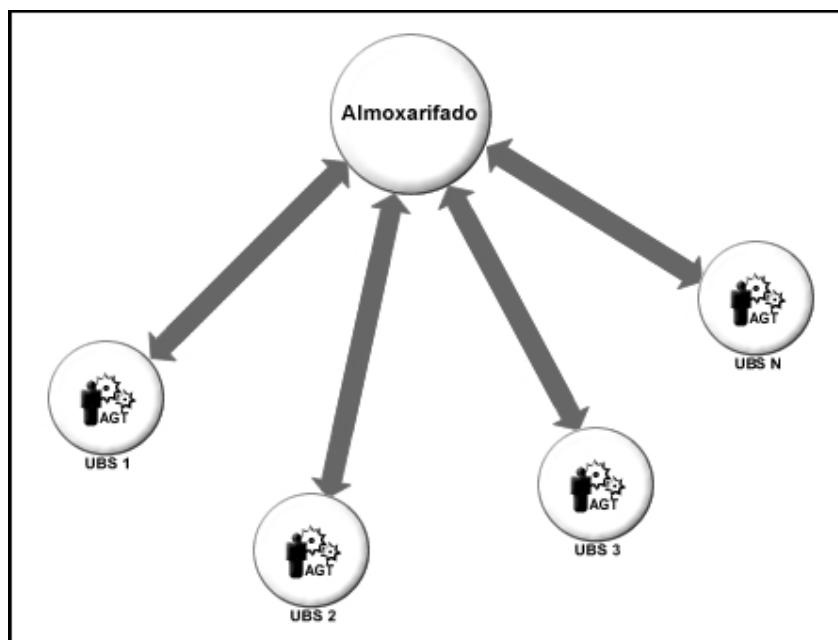 Almoxarifado
AGT
UBS N
AGT
UBS 1
AGT
UBS 3
AGT
UBS 2